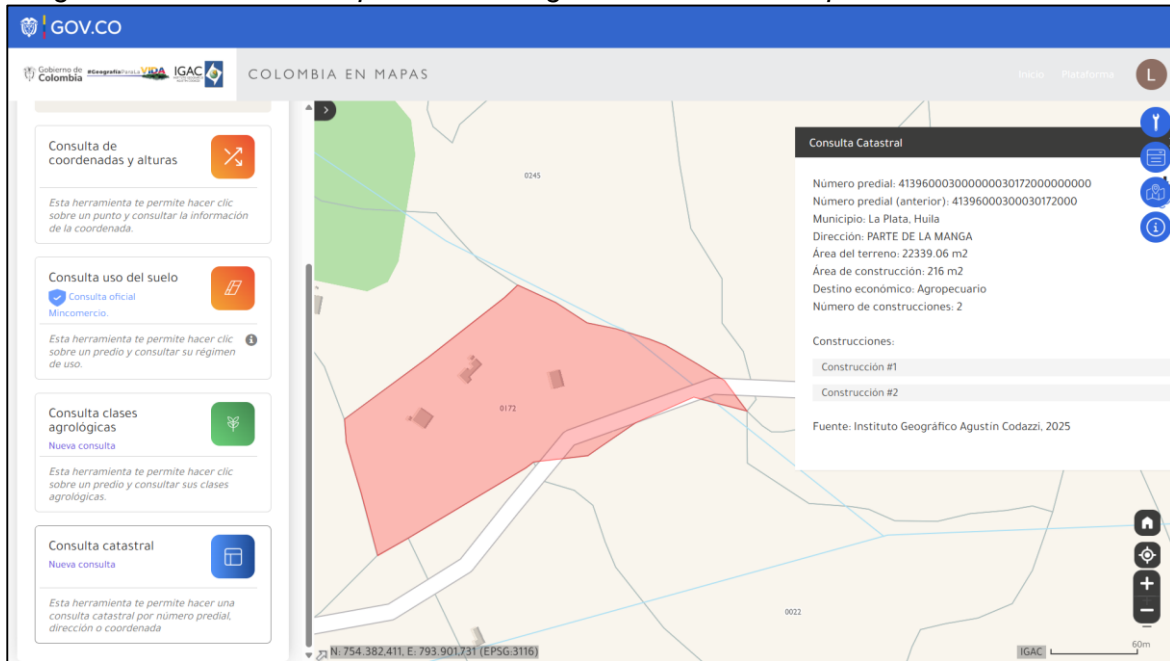 GOV.CO
Gobierno de
Colombia
#GeografíaParaLaVIDA
IGAC
COLOMBIA EN MAPAS
Inicio Plataforma
L
Consulta de
coordenadas y alturas
Esta herramienta te permite hacer clic
sobre un punto y consultar la información
de la coordenada.
Consulta uso del suelo
Consulta oficial
Mincomercio.
Esta herramienta te permite hacer clic
sobre un predio y consultar su régimen
de uso.
Consulta clases
agrológicas
Nueva consulta
Esta herramienta te permite hacer clic
sobre un predio y consultar sus clases
agrológicas.
Consulta catastral
Nueva consulta
Esta herramienta te permite hacer una
consulta catastral por número predial,
dirección o coordenada
0245
0172
0022
N: 754.382,411, E: 793.901,731 (EPSG:3116)
Consulta Catastral
Número predial: 413960003000000030172000000000
Número predial (anterior): 41396000300030172000
Municipio: La Plata, Huila
Dirección: PARTE DE LA MANGA
Área del terreno: 22339.06 m2
Área de construcción: 216 m2
Destino económico: Agropecuario
Número de construcciones: 2
Construcciones:
Construcción #1
Construcción #2
Fuente: Instituto Geográfico Agustín Codazzi, 2025
IGAC
60m